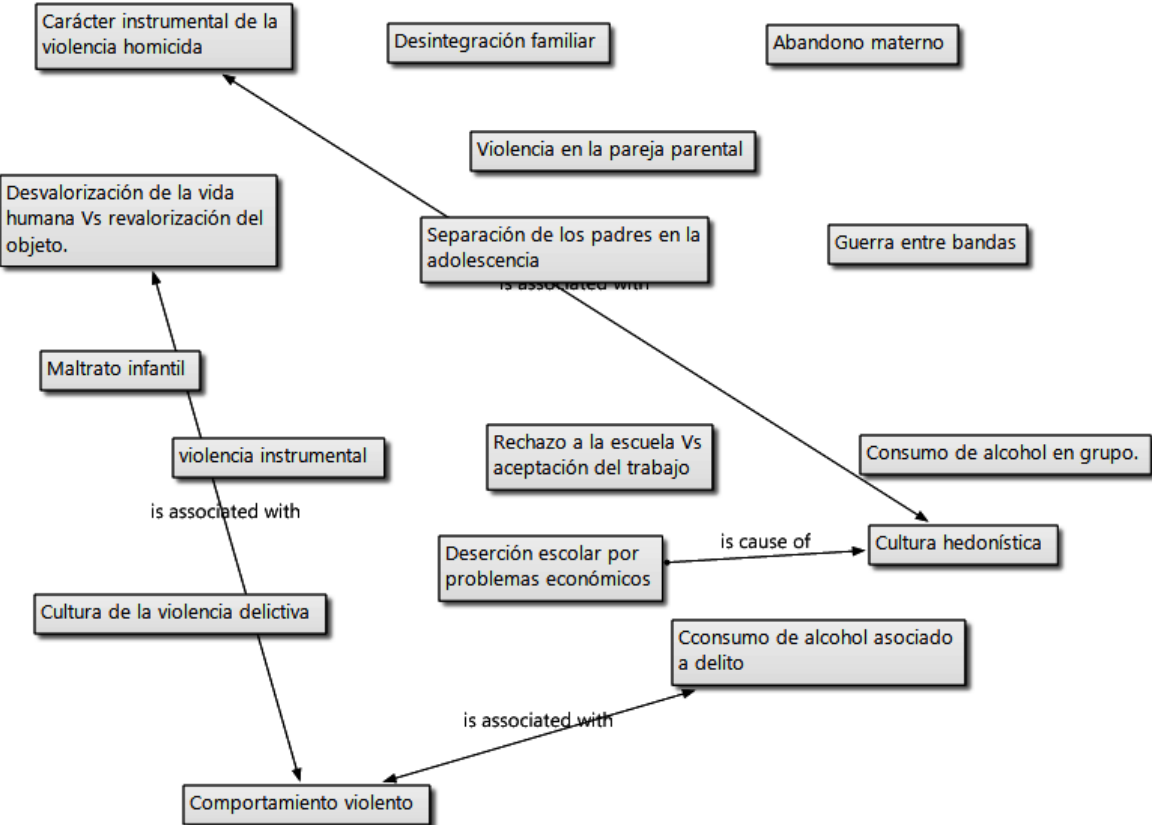 Carácter instrumental de la
violencia homicida
Desintegración familiar
Abandono materno
Violencia en la pareja parental
Desvalorización de la vida
humana Vs revalorización del
objeto.
Separación de los padres en la
adolescencia
is associated with
Guerra entre bandas
Maltrato infantil
violencia instrumental
is associated with
Rechazo a la escuela Vs
aceptación del trabajo
Consumo de alcohol en grupo.
Deserción escolar por
problemas económicos
is cause of
Cultura hedonística
Cultura de la violencia delictiva
Cconsumo de alcohol asociado
a delito
is associated with
Comportamiento violento